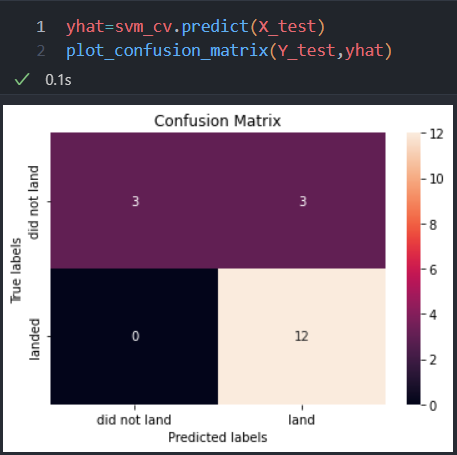 1 yhat=svm_cv.predict(X_test)
2 plot_confusion_matrix(Y_test,yhat)
0.1s
Confusion Matrix
True labels
did not land
landed
3 3
0 12
did not land land
Predicted labels
12
10
8
6
4
2
0